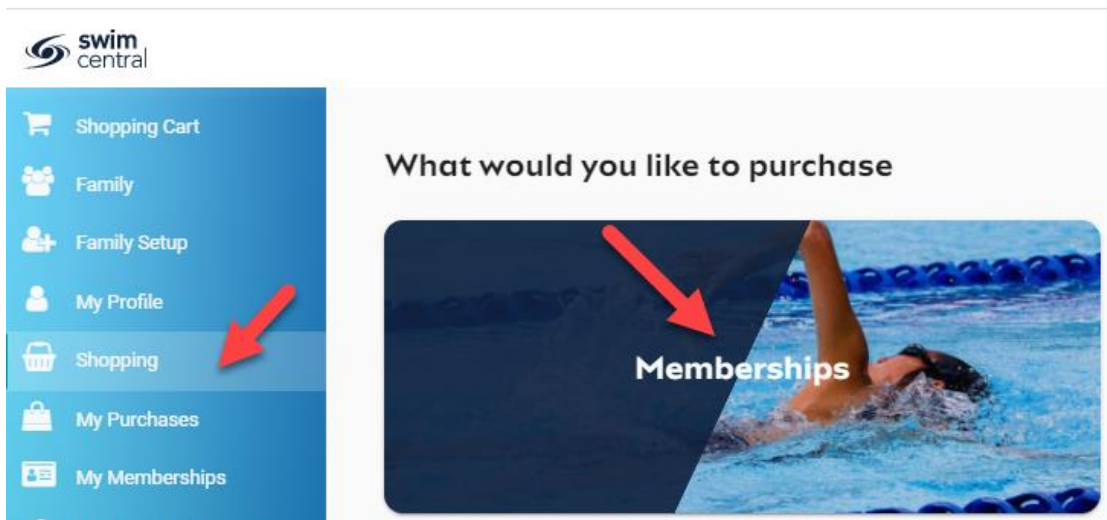 swim
central
Shopping Cart
Family
Family Setup
My Profile
Shopping
My Purchases
My Memberships
What would you like to purchase
Memberships